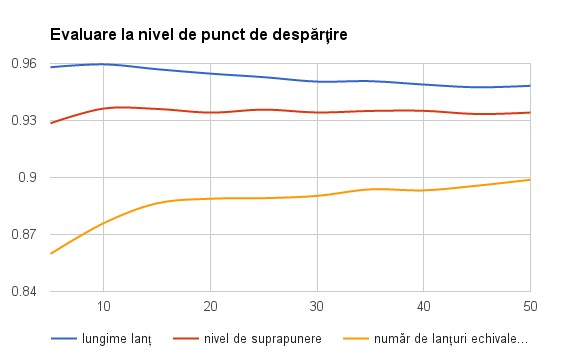 Evaluare la nivel de punct de despărţire
0.96
0.93
0.9
0.87
0.84
10 20 30 40 50
lungime lanţ nivel de suprapunere număr de lanţuri echivale...